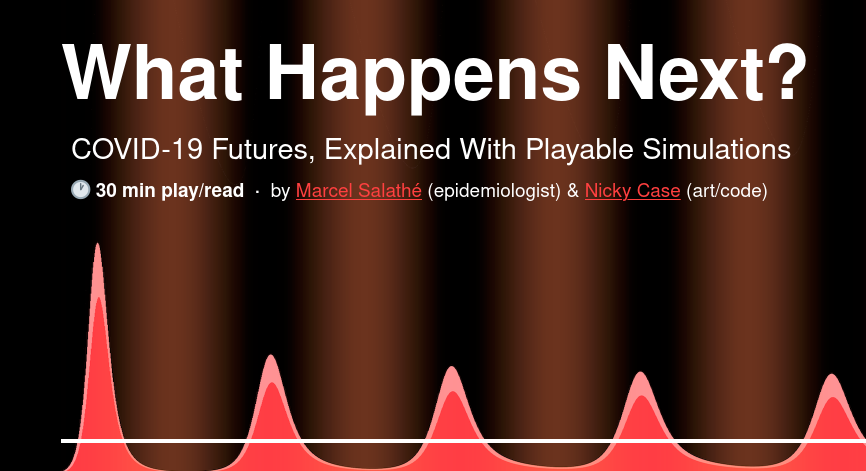 What Happens Next?
COVID-19 Futures, Explained With Playable Simulations
30 min play/read · by Marcel Salathé (epidemiologist) & Nicky Case (art/code)